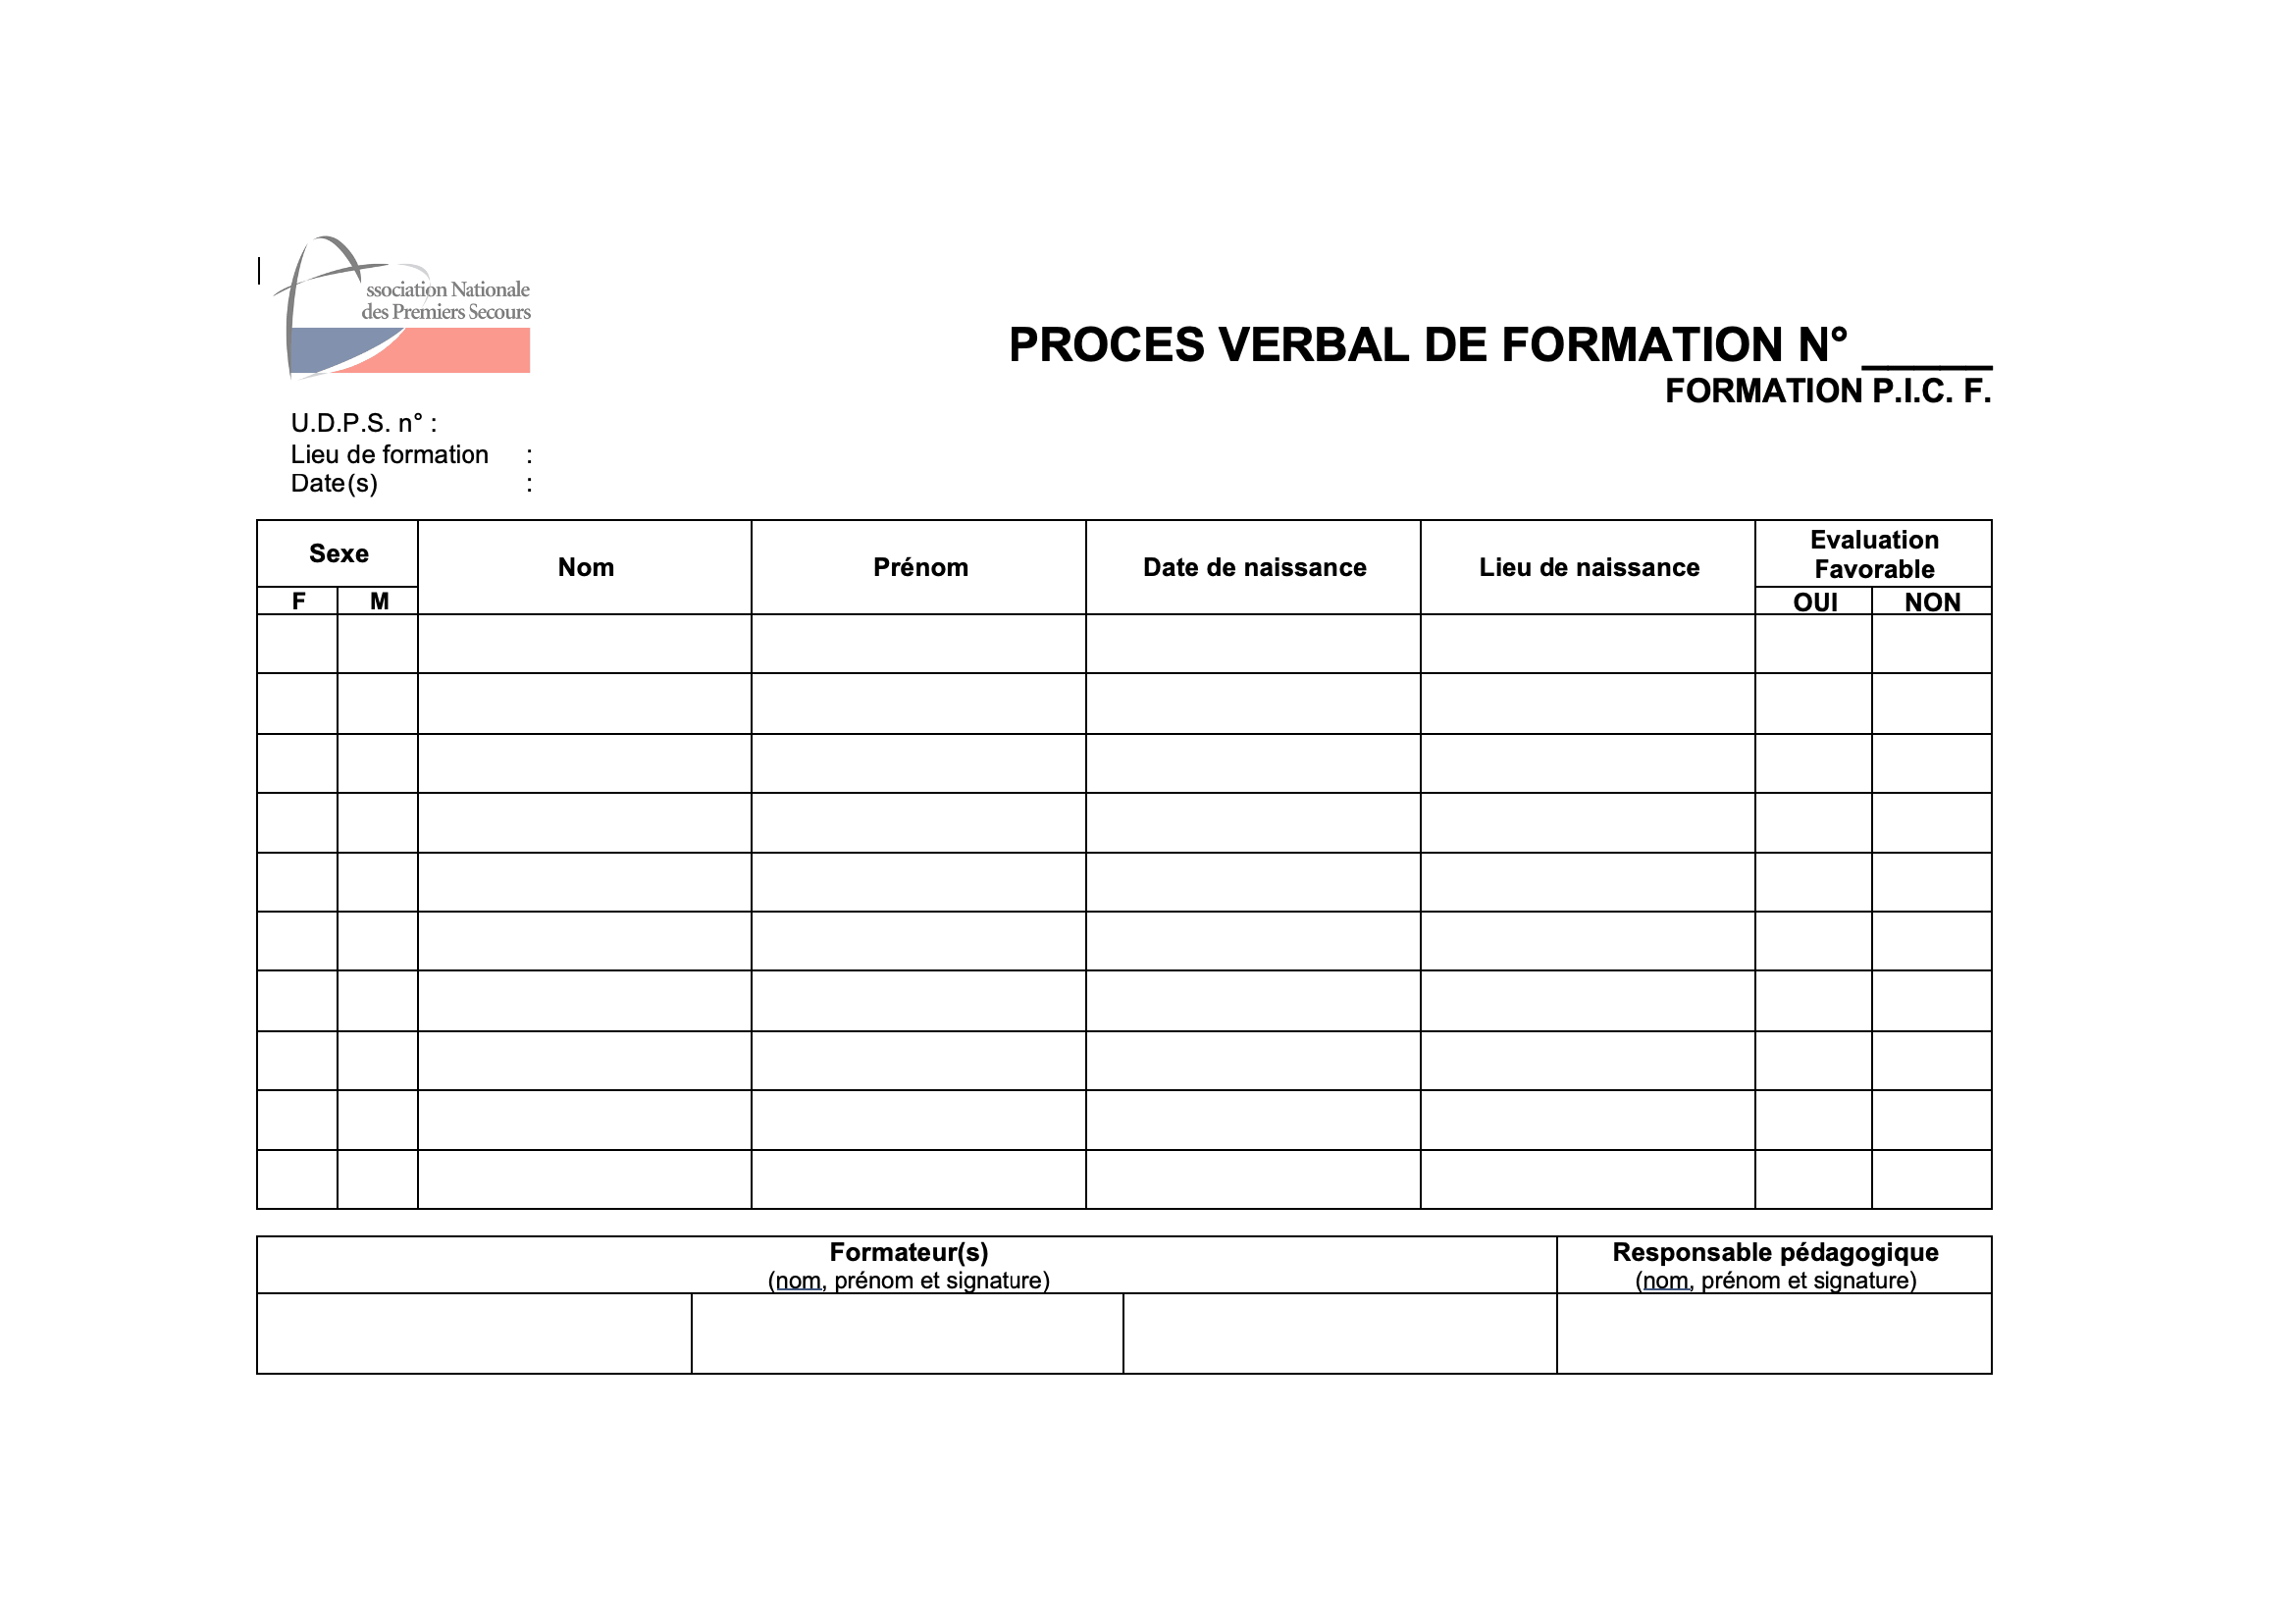 ssociation Nationale
des Premiers Secours
PROCES VERBAL DE FORMATION N° _____
FORMATION P.I.C. F.
U.D.P.S. n° :
Lieu de formation :
Date(s) :
Sexe
Nom
Prénom
Date de naissance
Lieu de naissance
Evaluation
Favorable
F
M
OUI
NON
Formateur(s)
(nom, prénom et signature)
Responsable pédagogique
(nom, prénom et signature)